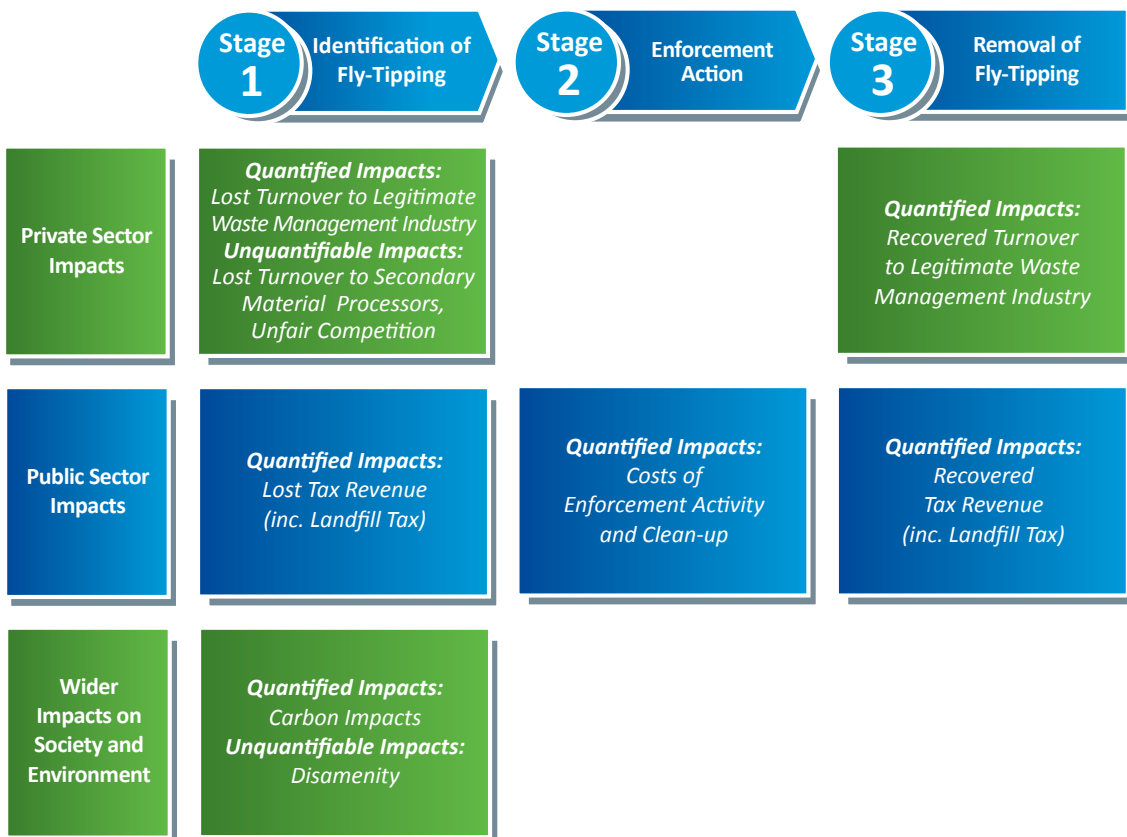 Stage
1
Identification of
Fly-Tipping
Stage
2
Enforcement
Action
Stage
3
Removal of
Fly-Tipping
Private Sector
Impacts
Quantified Impacts:
Lost Turnover to Legitimate
Waste Management Industry
Unquantifiable Impacts:
Lost Turnover to Secondary
Material Processors,
Unfair Competition
Quantified Impacts:
Recovered Turnover
to Legitimate Waste
Management Industry
Public Sector
Impacts
Quantified Impacts:
Lost Tax Revenue
(inc. Landfill Tax)
Quantified Impacts:
Costs of
Enforcement Activity
and Clean-up
Quantified Impacts:
Recovered
Tax Revenue
(inc. Landfill Tax)
Wider
Impacts on
Society and
Environment
Quantified Impacts:
Carbon Impacts
Unquantifiable Impacts:
Disamenity